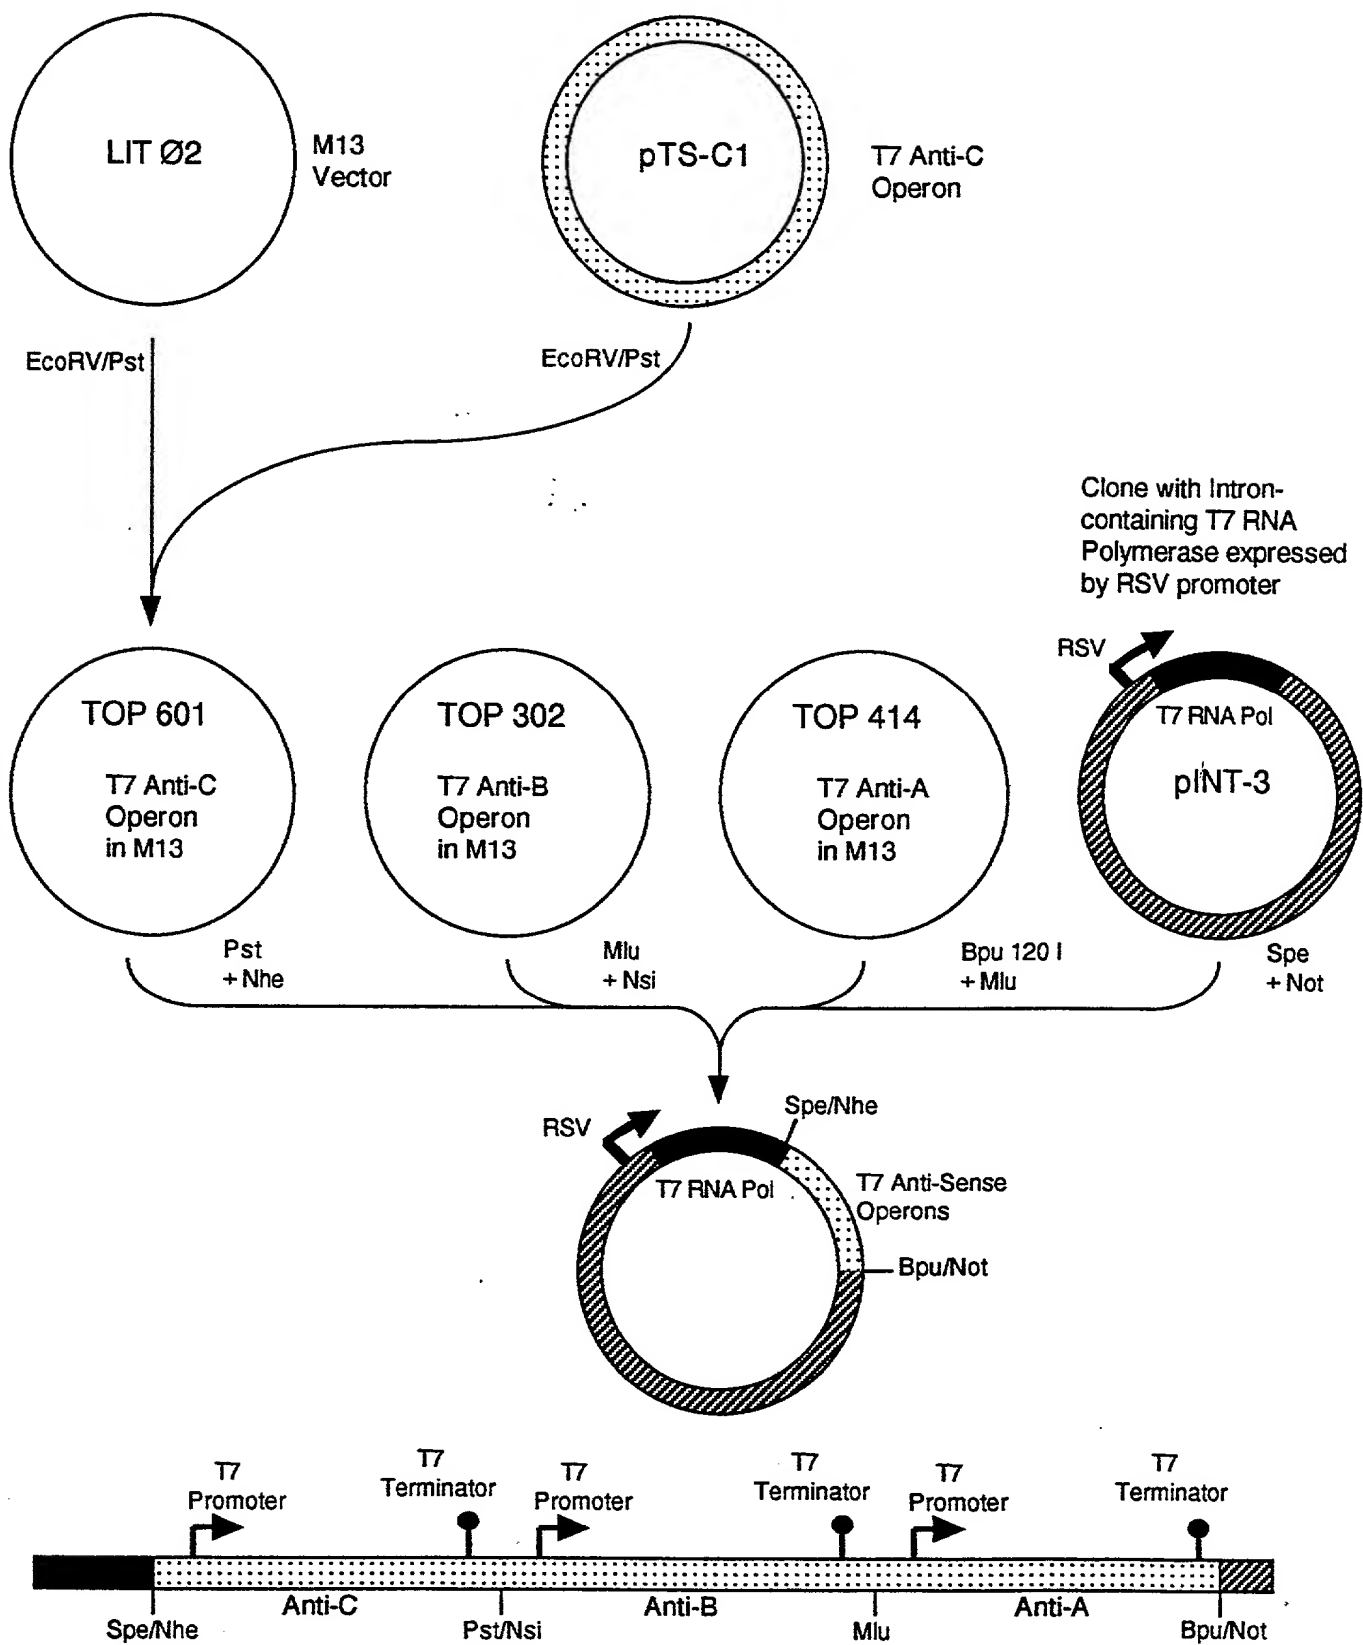 LIT Ø2
M13
Vector
pTS-C1
T7 Anti-C
Operon
EcoRV/Pst
EcoRV/Pst
Clone with Intron-
containing T7 RNA
Polymerase expressed
by RSV promoter
RSV
TOP 601
T7 Anti-C
Operon
in M13
TOP 302
T7 Anti-B
Operon
in M13
TOP 414
T7 Anti-A
Operon
in M13
T7 RNA Pol
pINT-3
Pst
+ Nhe
Mlu
+ Nsi
Bpu 120 I
+ Mlu
Spe
+ Not
RSV
Spe/Nhe
T7 RNA Pol
T7 Anti-Sense
Operons
Bpu/Not
T7
Promoter
T7
Terminator
T7
Promoter
T7
Terminator
T7
Promoter
T7
Terminator
Anti-C
Anti-B
Anti-A
Spe/Nhe
Pst/Nsi
Mlu
Bpu/Not